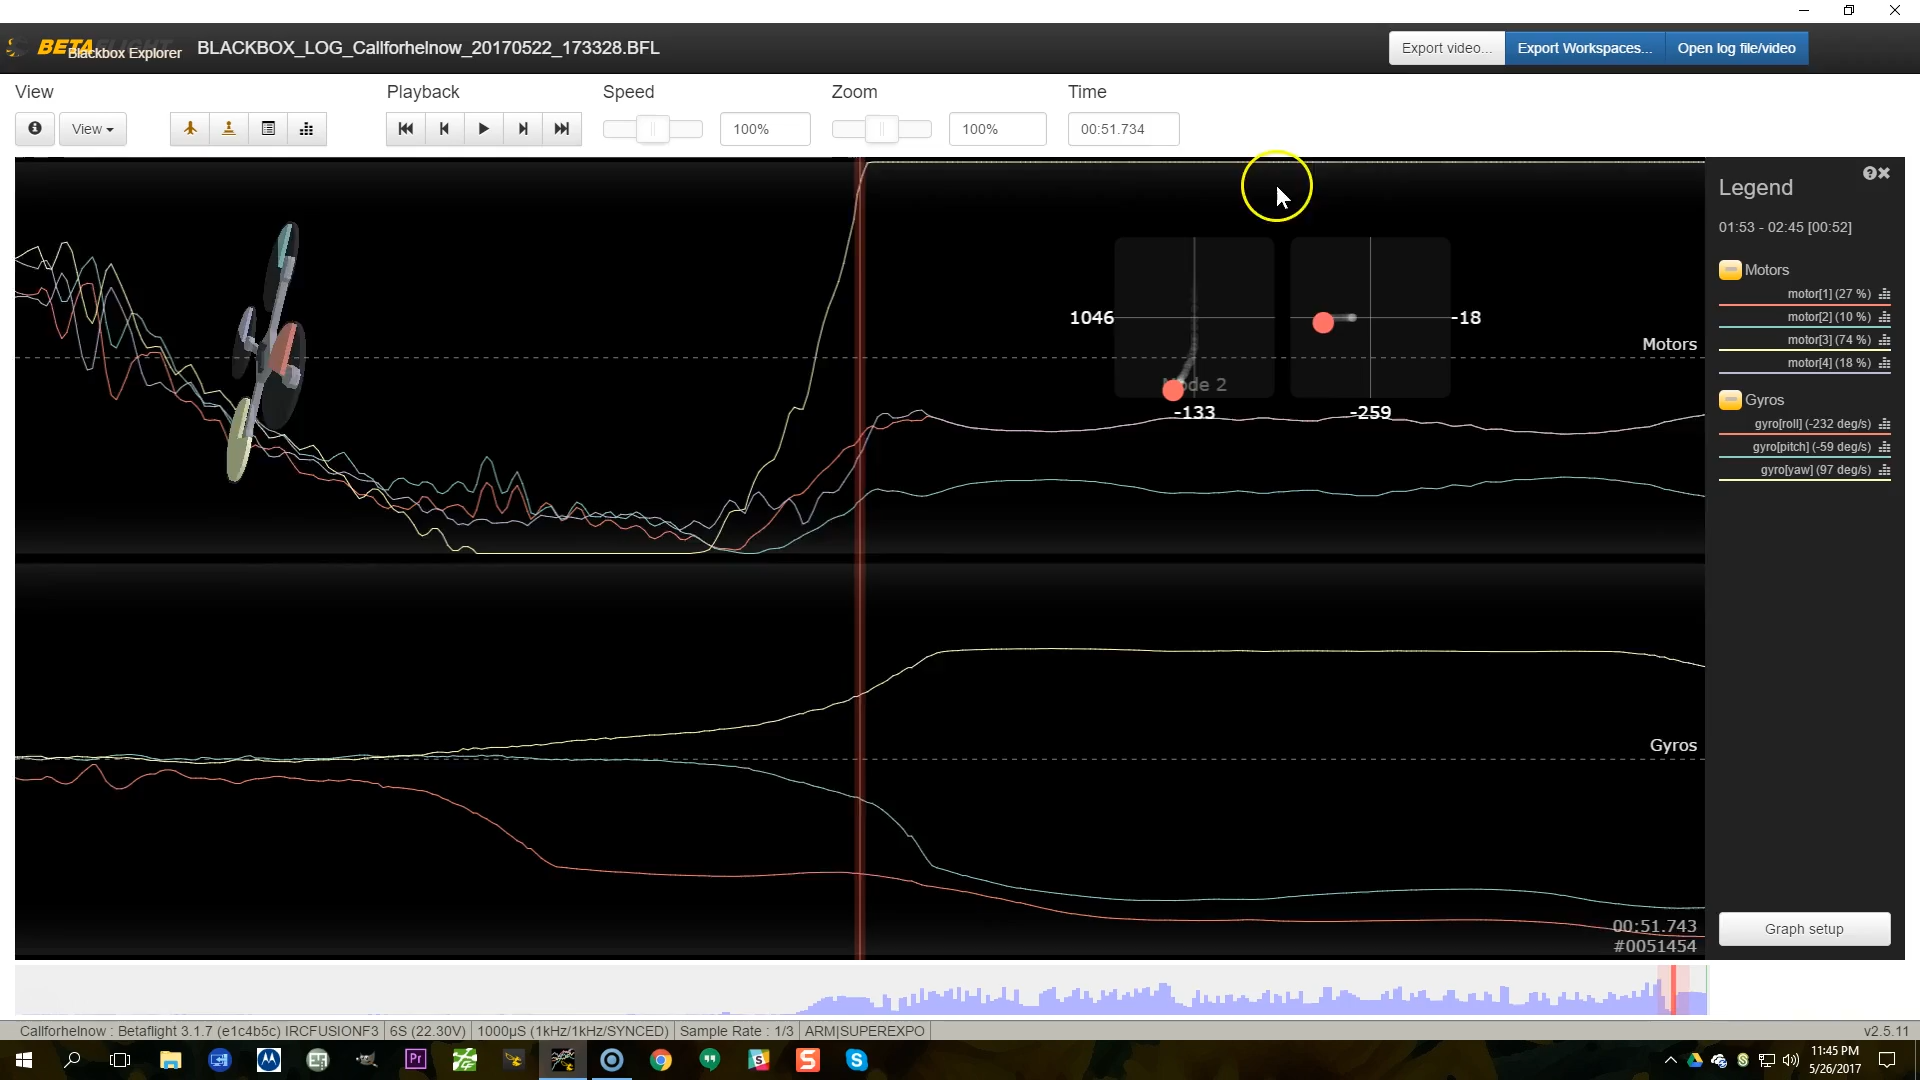 BETAFLIGHT
Blackbox Explorer
BLACKBOX_LOG_Callforhelnow_20170522_173328.BFL
Export video...
Export Workspaces...
Open log file/video
View
Playback
Speed
Zoom
Time
View
100%
100%
00:51.734
Legend
01:53 - 02:45 [00:52]
Motors
motor[1] (27 %)
motor[2] (10 %)
motor[3] (74 %)
motor[4] (18 %)
Gyros
gyro[roll] (-232 deg/s)
gyro[pitch] (-59 deg/s)
gyro[yaw] (97 deg/s)
1046
-18
Mode 2
-133
-259
Motors
Gyros
00:51.743
#0051454
Graph setup
Callforhelnow : Betaflight 3.1.7 (e1c4b5c) IRCFUSIONF3
6S (22.30V)
1000µS (1kHz/1kHz/SYNCED)
Sample Rate : 1/3
ARM|SUPEREXPO
v2.5.11
Pr
11:45 PM
5/26/2017